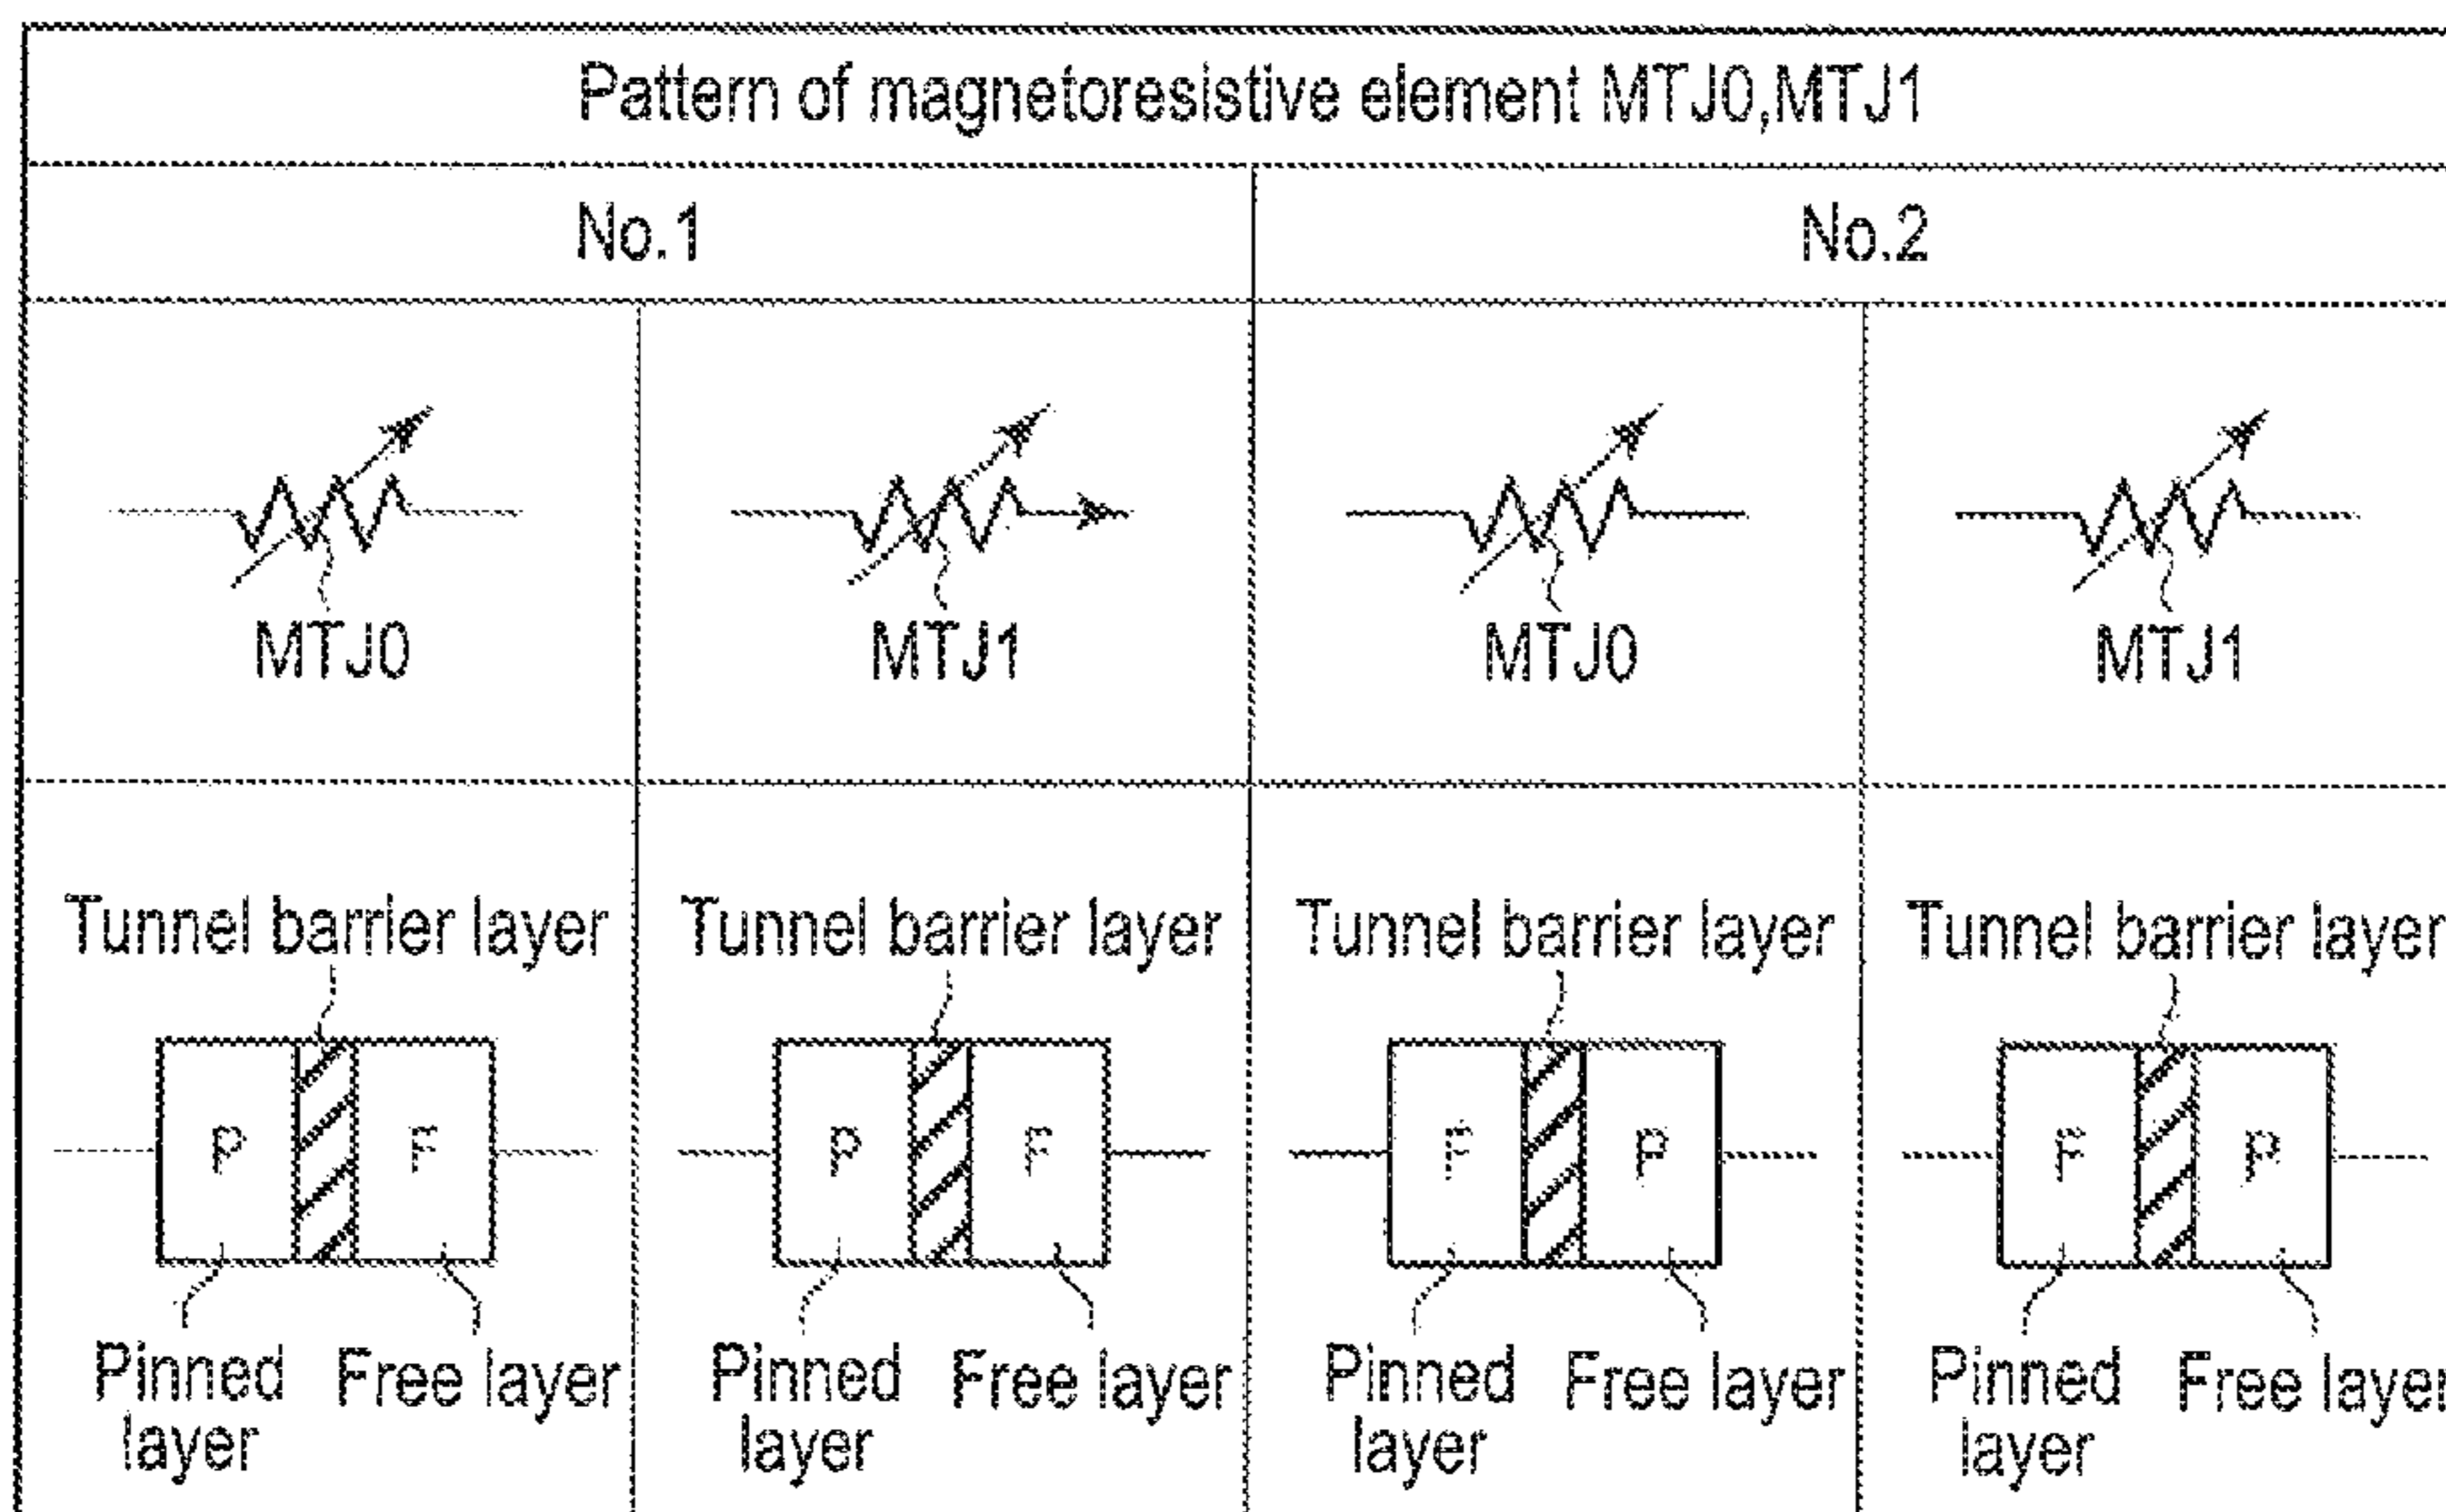 Pattern of magnetoresistive element MTJ0,MTJ1
No.1
No.2
MTJ0
MTJ1
MTJ0
MTJ1
Tunnel barrier layer
Tunnel barrier layer
Tunnel barrier layer
Tunnel barrier layer
P F
P F
F P
F P
Pinned layer
Free layer
Pinned layer
Free layer
Pinned layer
Free layer
Pinned layer
Free layer